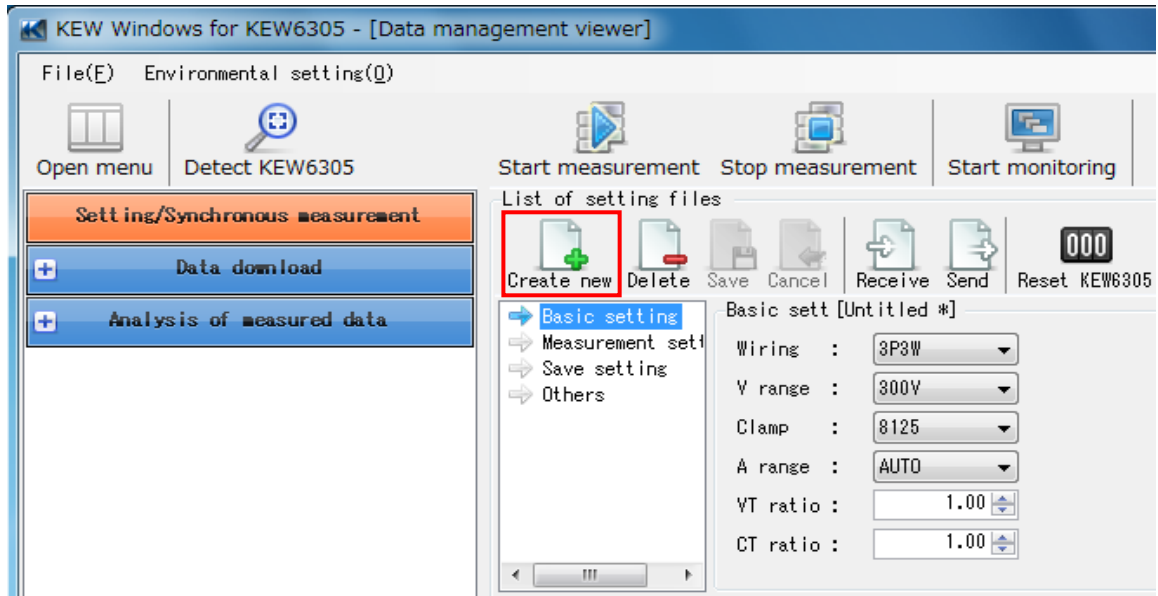 KEW Windows for KEW6305 - [Data management viewer]
File(F) Environmental setting(O)
Open menu Detect KEW6305 Start measurement Stop measurement Start monitoring
Setting/Synchronous measurement
Data download
Analysis of measured data
List of setting files
Create new Delete Save Cancel Receive Send 000 Reset KEW6305
Basic setting
Measurement sett
Save setting
Others
Basic sett[Untitled *]
Wiring : 3P3W
V range : 300V
Clamp : 8125
A range : AUTO
VT ratio : 1.00
CT ratio : 1.00